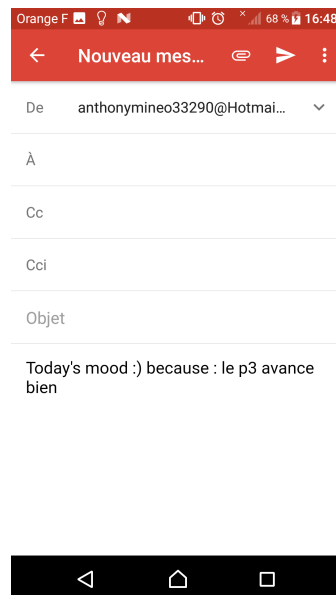 Orange F 68 % 16:48
Nouveau mes...
De anthonymineo33290@Hotmai...
À
Cc
Cci
Objet
Today's mood :) because : le p3 avance
bien